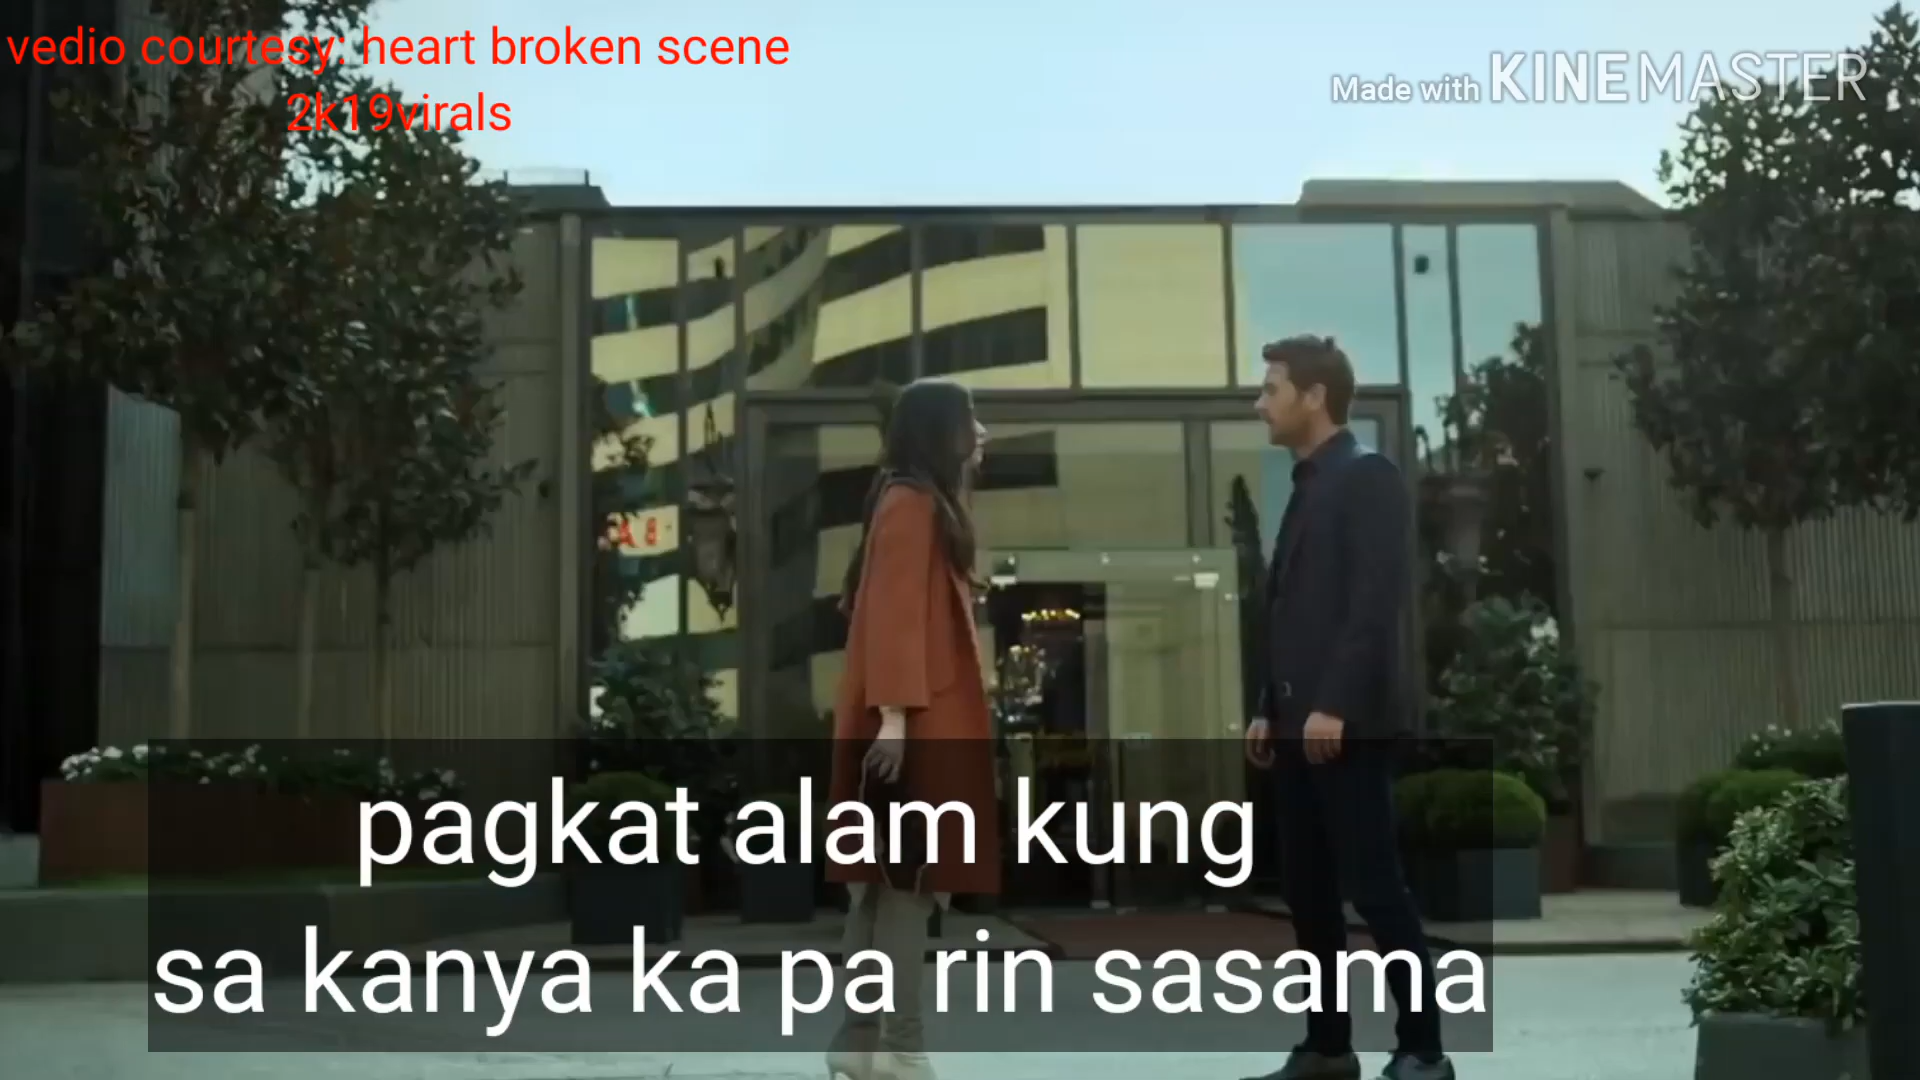 vedio courtesy: heart broken scene
2k19virals
Made with KINEMASTER
pagkat alam kung
sa kanya ka pa rin sasama